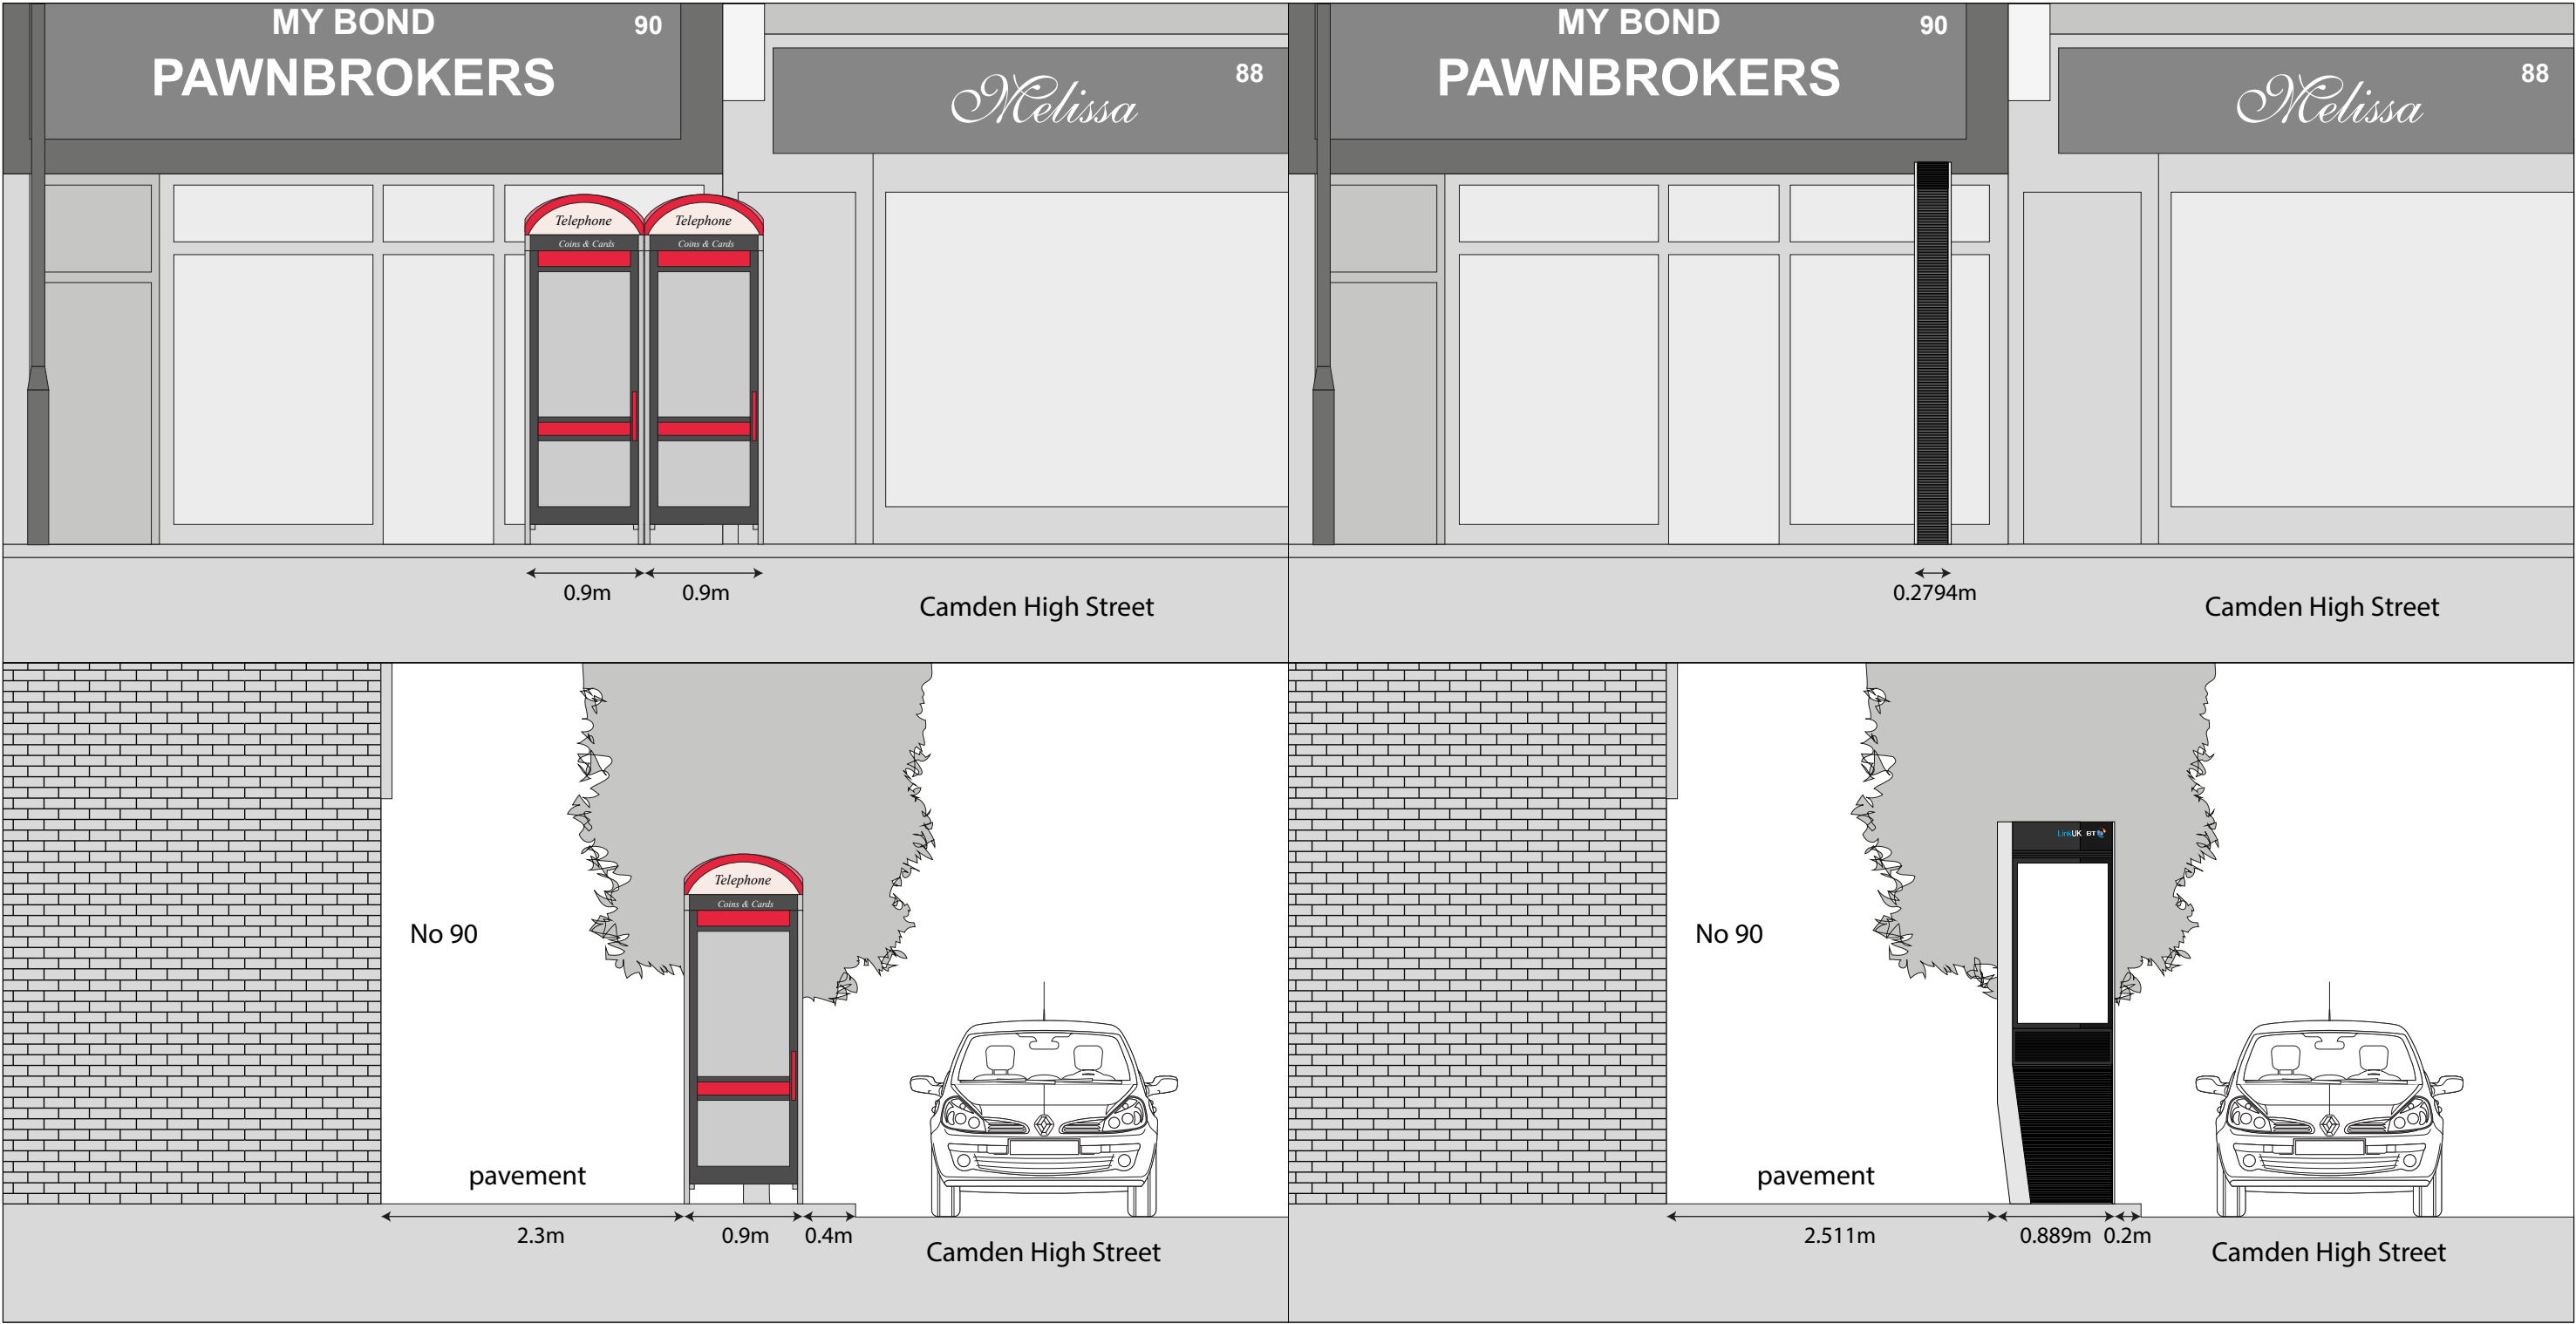 MY BOND
90
PAWNBROKERS
88
Melissa
Telephone
Telephone
Coins & Cards
Coins & Cards
0.9m
0.9m
Camden High Street
MY BOND
90
PAWNBROKERS
88
Melissa
0.2794m
Camden High Street
Telephone
Coins & Cards
No 90
pavement
2.3m
0.9m
0.4m
Camden High Street
LinkUK BT
No 90
pavement
2.511m
0.889m
0.2m
Camden High Street